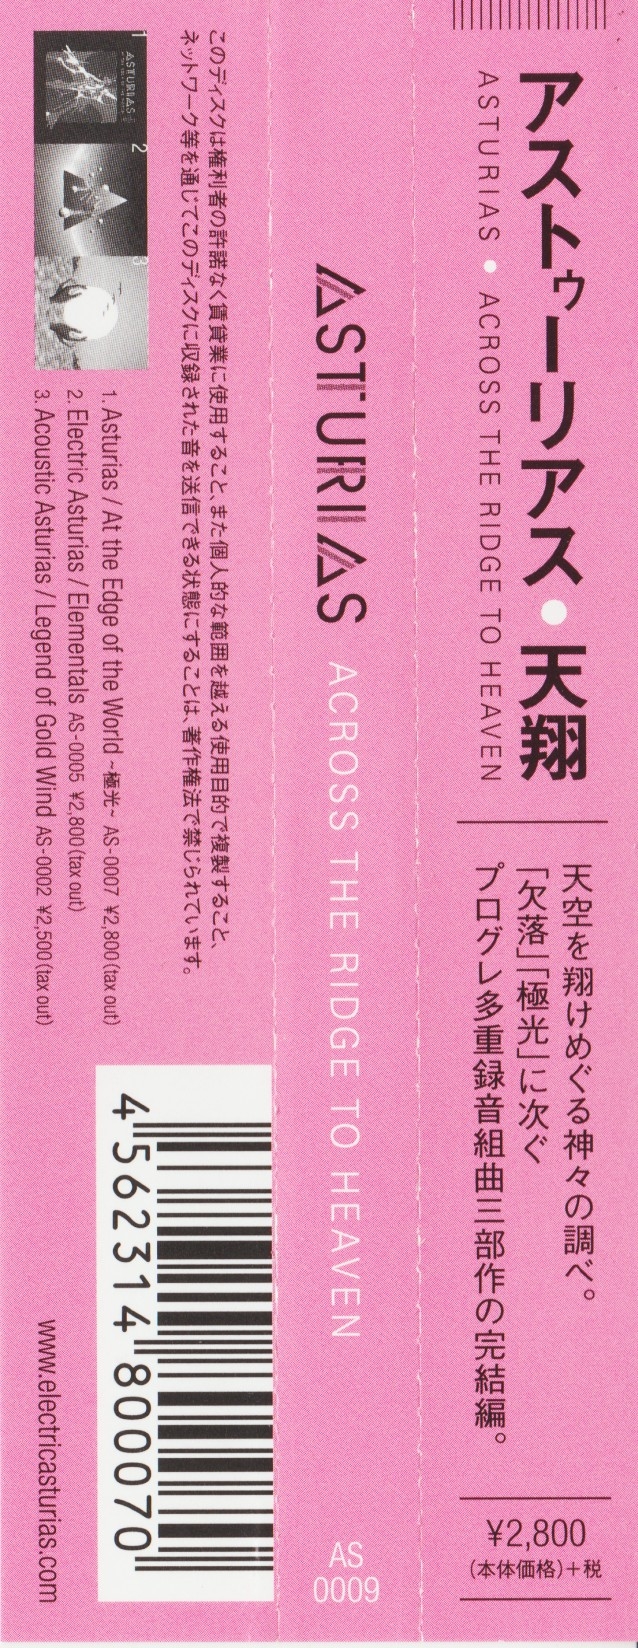 アストゥーリアス • 天翔
ASTURIAS • ACROSS THE RIDGE TO HEAVEN
天空を翔けめぐる神々の調べ。
「欠落」「極光」に次ぐ
プログレ多重録音組曲三部作の完結編。
¥2,800
(本体価格)+税
ASTURIAS ACROSS THE RIDGE TO HEAVEN
AS
0009
このディスクは権利者の許諾なく賃貸業に使用すること、また個人的な範囲を越える使用目的で複製すること、
ネットワーク等を通じてこのディスクに収録された音を送信できる状態にすることは、著作権法で禁じられています。
1
ASTURIAS
2
3
1. Asturias / At the Edge of the World ~極光~ AS-0007 ¥2,800(tax out)
2. Electric Asturias / Elementals AS-0005 ¥2,800(tax out)
3. Acoustic Asturias / Legend of Gold Wind AS-0002 ¥2,500(tax out)
4 562314 800070
www.electricasturias.com